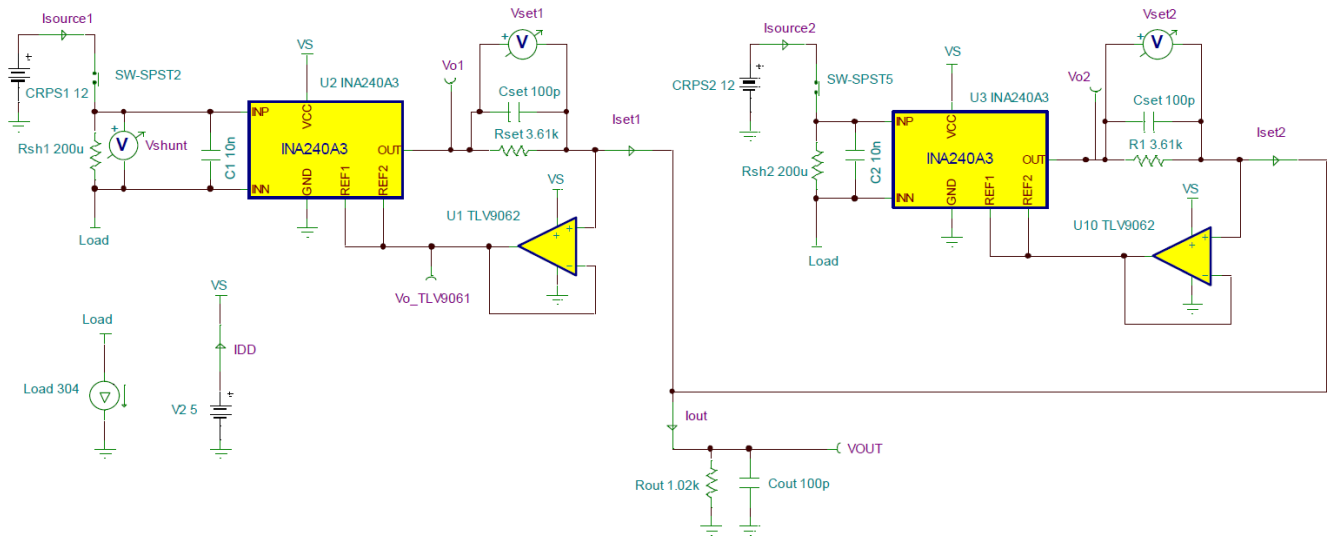 Isource1
CRPS1 12
SW-SPST2
+
Rsh1 200u
+
V
Vshunt
C1 10n
Load
VS
U2 INA240A3
INP
VCC
INA240A3
OUT
INN
GND
REF1
REF2
Vo1
Vset1
+
V
Cset 100p
Rset 3.61k
Iset1
VS
U1 TLV9062
+
+
−
Vo_TLV9061
Load
Load 304
VS
IDD
+
V2 5
Isource2
+
CRPS2 12
SW-SPST5
Rsh2 200u
C2 10n
Load
VS
U3 INA240A3
INP
VCC
INA240A3
OUT
INN
GND
REF1
REF2
Vo2
Vset2
+
V
Cset 100p
R1 3.61k
Iset2
VS
U10 TLV9062
+
+
−
Iout
VOUT
Rout 1.02k
Cout 100p